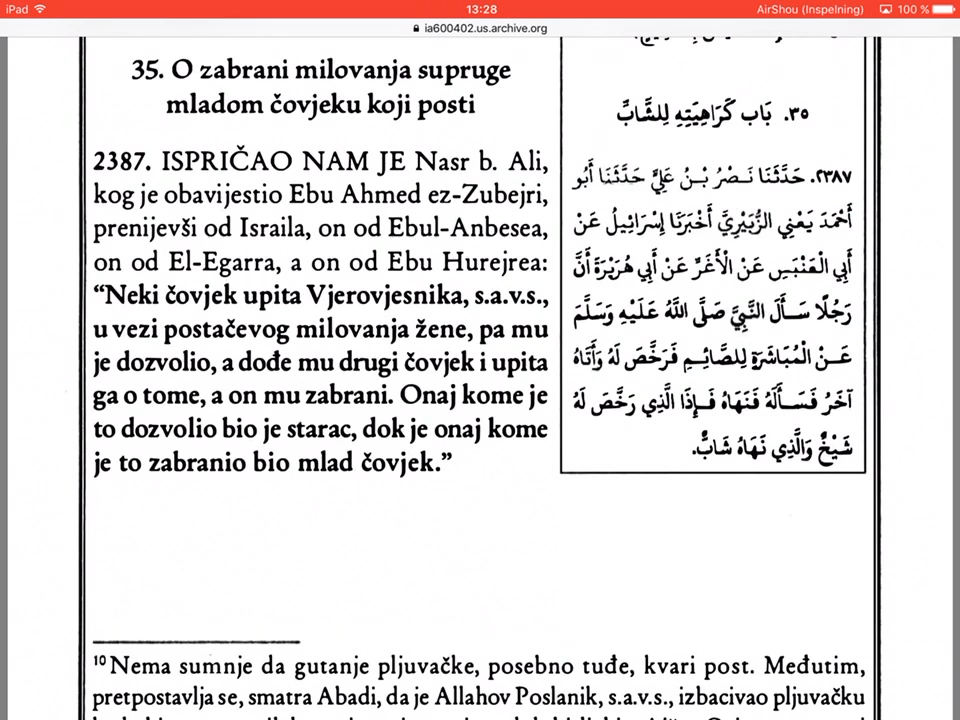 iPad
13:28
AirShou (Inspelning)
100 %
ia600402.us.archive.org
35. O zabrani milovanja supruge
mladom čovjeku koji posti
2387. ISPRIČAO NAM JE Nasr b. Ali,
kog je obavijestio Ebu Ahmed ez-Zubejri,
prenijevši od Israila, on od Ebul-Anbesea,
on od El-Egarra, a on od Ebu Hurejrea:
“Neki čovjek upita Vjerovjesnika, s.a.v.s.,
u vezi postačevog milovanja žene, pa mu
je dozvolio, a dođe mu drugi čovjek i upita
ga o tome, a on mu zabrani. Onaj kome je
to dozvolio bio je starac, dok je onaj kome
je to zabranio bio mlad čovjek.”
٣٥. بَاب كَرَاهِيَتِهِ لِلشَّابِّ
٢٣٨٧. حَدَّثَنَا نَصْرُ بْنُ عَلِيٍّ حَدَّثَنَا أَبُو
أَحْمَدَ يَعْنِي الزُّبَيْرِيَّ أَخْبَرَنَا إِسْرَائِيلُ عَنْ
أَبِي الْعَنْبَسِ عَنْ الْأَغَرِّ عَنْ أَبِي هُرَيْرَةَ أَنَّ
رَجُلًا سَأَلَ النَّبِيَّ صَلَّى اللَّهُ عَلَيْهِ وَسَلَّمَ
عَنْ الْمُبَاشَرَةِ لِلصَّائِمِ فَرَخَّصَ لَهُ وَأَتَاهُ
آخَرُ فَسَأَلَهُ فَنَهَاهُ فَإِذَا الَّذِي رَخَّصَ لَهُ
شَيْخٌ وَالَّذِي نَهَاهُ شَابٌّ.
10 Nema sumnje da gutanje pljuvačke, posebno tuđe, kvari post. Međutim,
pretpostavlja se, smatra Abadi, da je Allahov Poslanik, s.a.v.s., izbacivao pljuvačku